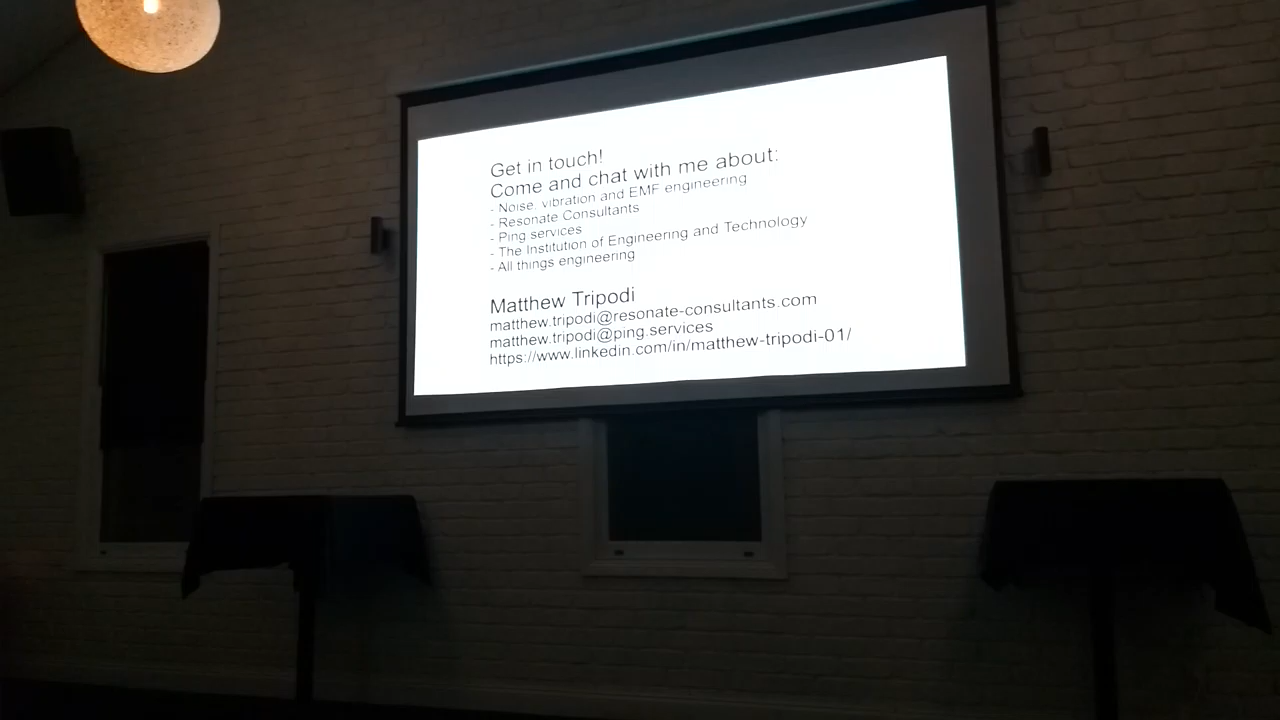 Get in touch!
Come and chat with me about:
- Noise, vibration and EMF engineering
- Resonate Consultants
- Ping services
- The Institution of Engineering and Technology
- All things engineering
Matthew Tripodi
matthew.tripodi@resonate-consultants.com
matthew.tripodi@ping.services
https://www.linkedin.com/in/matthew-tripodi-01/